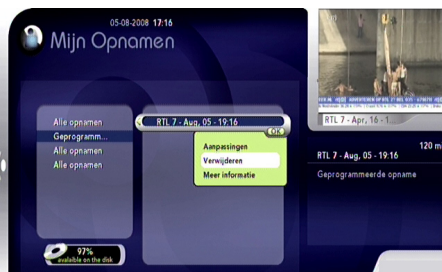 05-08-2008 17:16
Mijn Opnamen
Alle opnamen
Geprogramm...
Alle opnamen
Alle opnamen
RTL 7 - Aug, 05 - 19:16
OK
Aanpassingen
Verwijderen
Meer informatie
97%
available on the disk
RTL 7 - Apr, 16 - 1...
120 m
RTL 7 - Aug, 05 - 19:16
Geprogrammeerde opname